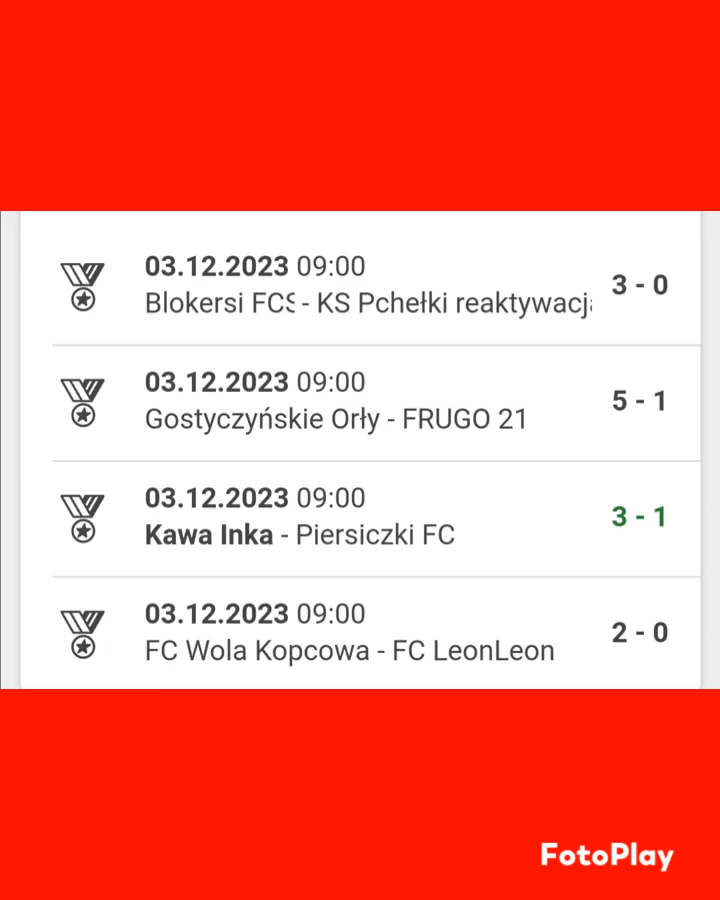 03.12.2023 09:00
Blokersi FCS - KS Pchełki reaktywacja
3 - 0
03.12.2023 09:00
Gostyczyńskie Orły - FRUGO 21
5 - 1
03.12.2023 09:00
Kawa Inka - Piersiczki FC
3 - 1
03.12.2023 09:00
FC Wola Kopcowa - FC LeonLeon
2 - 0
FotoPlay